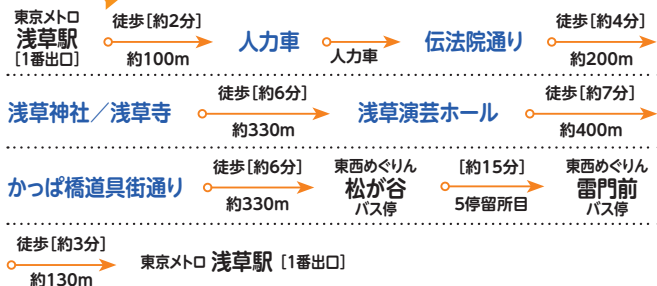 東京メトロ
浅草駅
[1番出口]
徒歩[約2分]
約100m
人力車
人力車
伝法院通り
徒歩[約4分]
約200m
浅草神社／浅草寺
徒歩[約6分]
約330m
浅草演芸ホール
徒歩[約7分]
約400m
かっぱ橋道具街通り
徒歩[約6分]
約330m
東西めぐりん
松が谷
バス停
[約15分]
5停留所目
東西めぐりん
雷門前
バス停
徒歩[約3分]
約130m
東京メトロ 浅草駅 [1番出口]